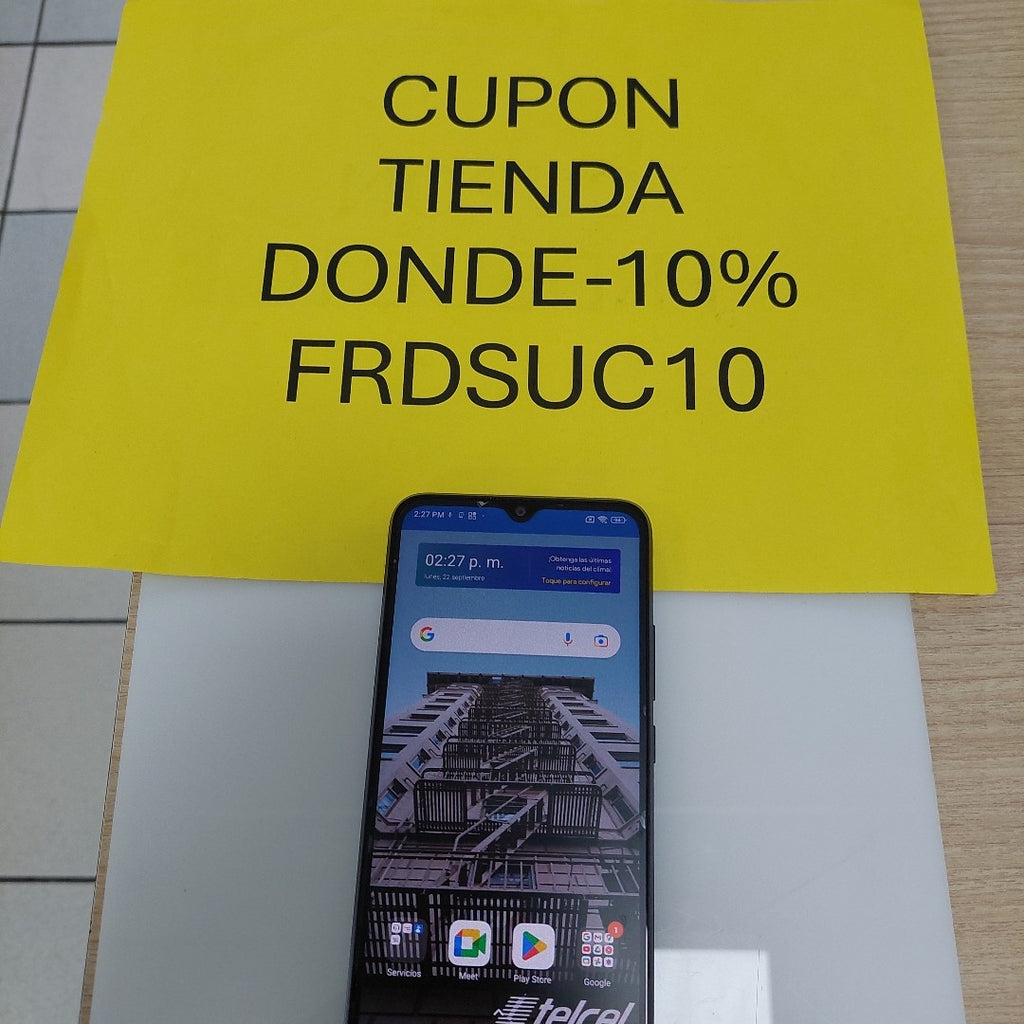 CUPON
TIENDA
DONDE-10%
FRDSUC10
2:27 PM
02:27 p. m.
lunes, 22 septiembre
¡Obtenga las últimas
noticias del clima!
Toque para configurar
Servicios
Meet
Play Store
Google
1
telcel